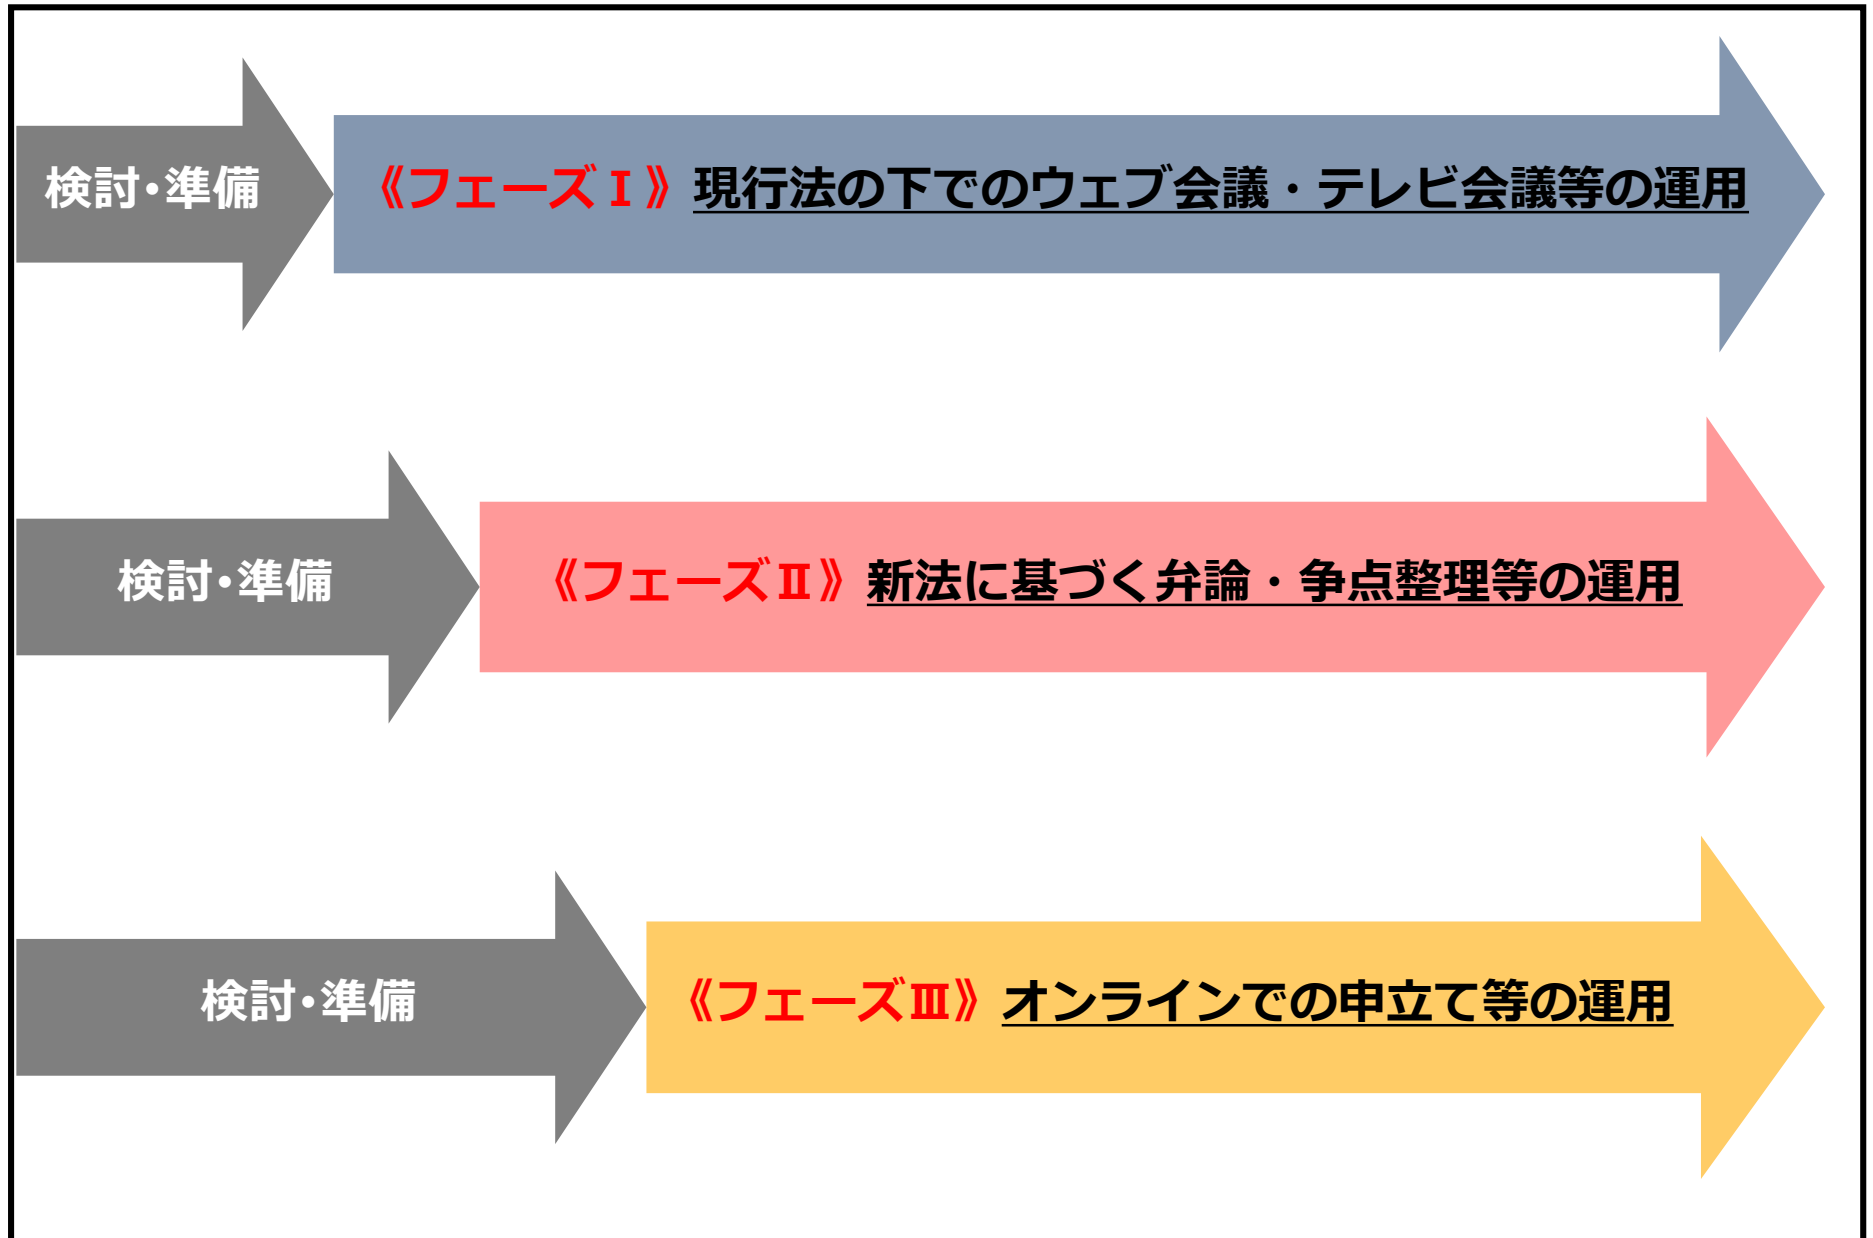 検討・準備
《フェーズⅠ》現行法の下でのウェブ会議・テレビ会議等の運用
検討・準備
《フェーズⅡ》新法に基づく弁論・争点整理等の運用
検討・準備
《フェーズⅢ》オンラインでの申立て等の運用